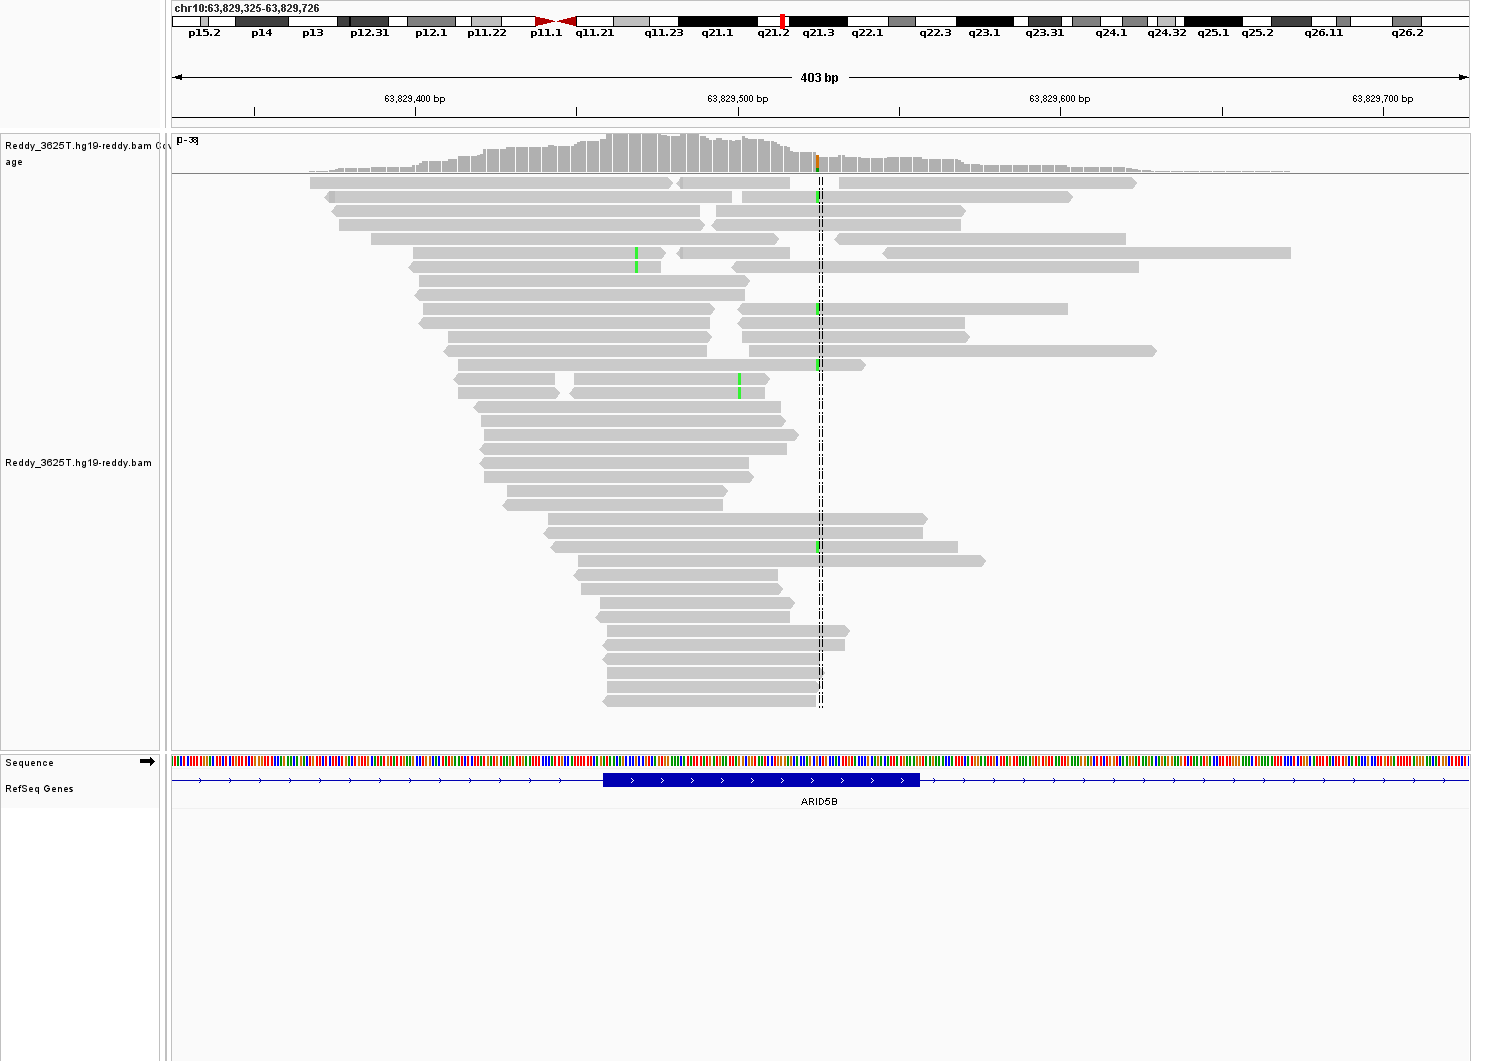 chr10:63,829,325-63,829,726
p15.2 p14 p13 p12.31 p12.1 p11.22 p11.1 q11.21 q11.23 q21.1 q21.2 q21.3 q22.1 q22.3 q23.1 q23.31 q24.1 q24.32 q25.1 q25.2 q26.11 q26.2
403 bp
63,829,400 bp 63,829,500 bp 63,829,600 bp 63,829,700 bp
[0 - 38]
Reddy_3625T.hg19-reddy.bam Cov
age
Reddy_3625T.hg19-reddy.bam
Sequence
RefSeq Genes
ARID5B